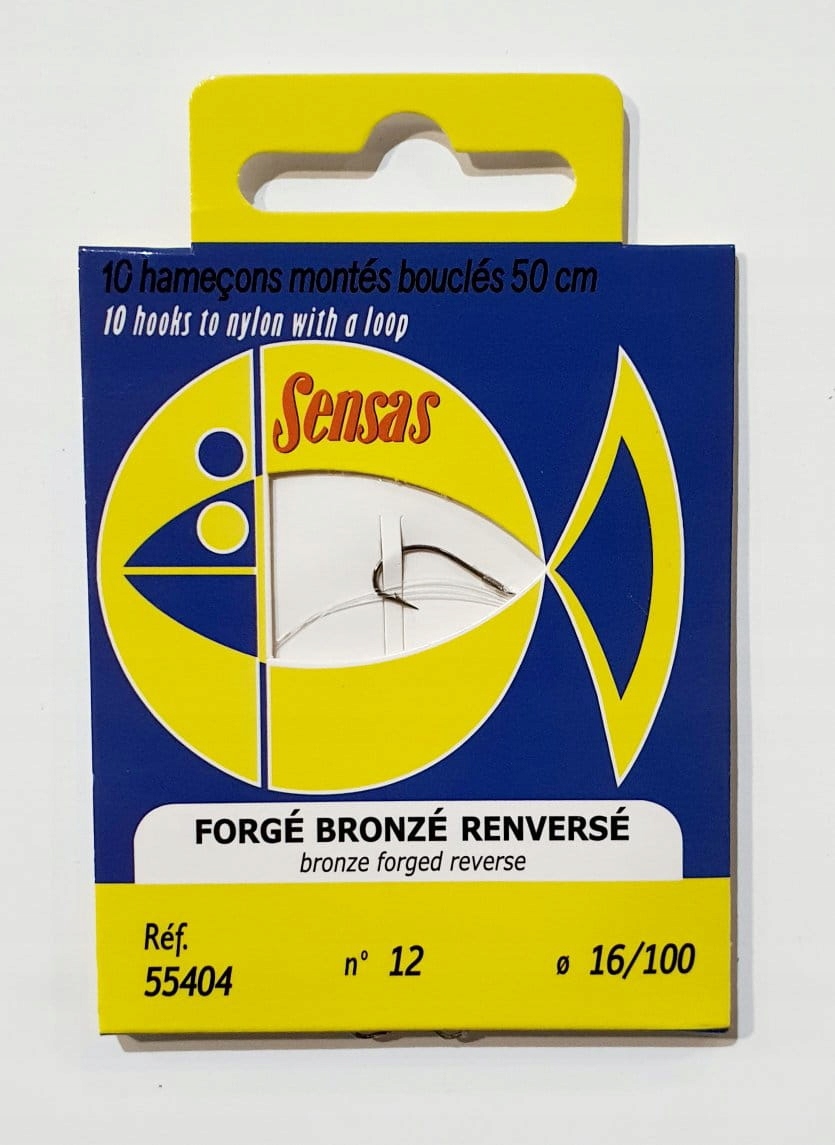 10 hameçons montés bouclés 50 cm
10 hooks to nylon with a loop
Sensas
FORGÉ BRONZÉ RENVERSÉ
bronze forged reverse
Réf.
55404
n° 12
ø 16/100